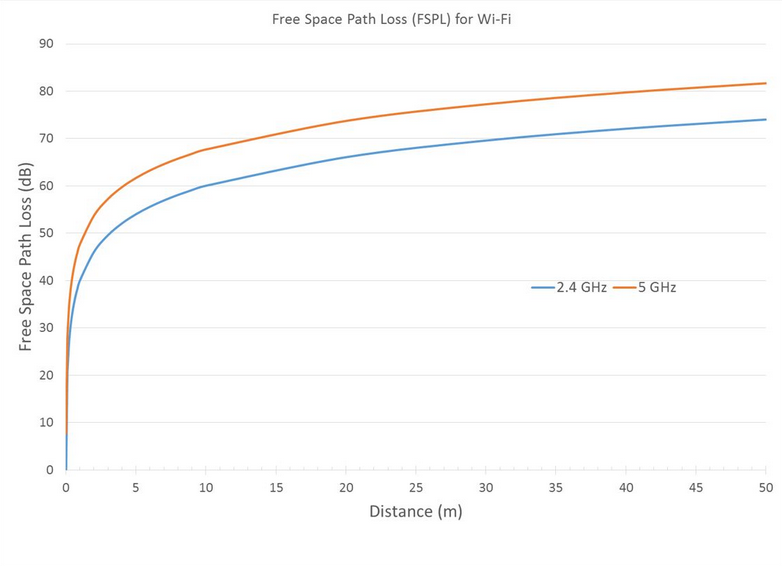 Free Space Path Loss (FSPL) for Wi-Fi
90
80
70
60
50
40
30
20
10
0
Free Space Path Loss (dB)
2.4 GHz
5 GHz
0 5 10 15 20 25 30 35 40 45 50
Distance (m)